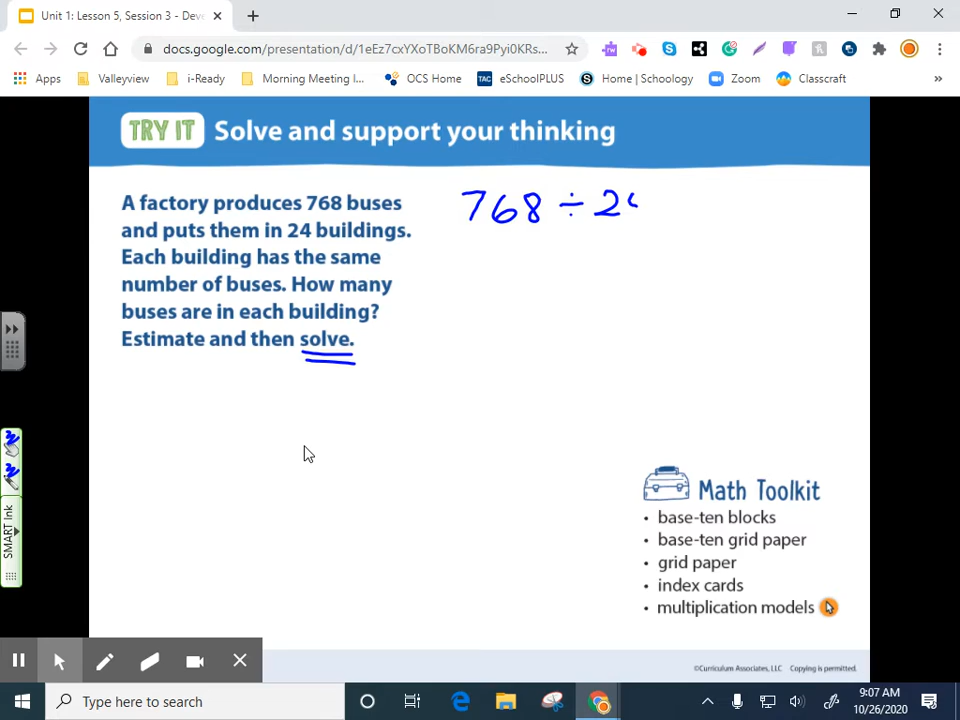 Unit 1: Lesson 5, Session 3 - Deve
docs.google.com/presentation/d/1eEz7cxYXoTBoKM6ra9Pyi0KRs...
Apps Valleyview i-Ready Morning Meeting I... OCS Home TAC eSchoolPLUS S Home | Schoology Zoom Classcraft »
TRY IT Solve and support your thinking
A factory produces 768 buses
and puts them in 24 buildings.
Each building has the same
number of buses. How many
buses are in each building?
Estimate and then solve.
768 ÷ 2
Math Toolkit
• base-ten blocks
• base-ten grid paper
• grid paper
• index cards
• multiplication models
SMART Ink
©Curriculum Associates, LLC Copying is permitted.
Type here to search
9:07 AM
10/26/2020